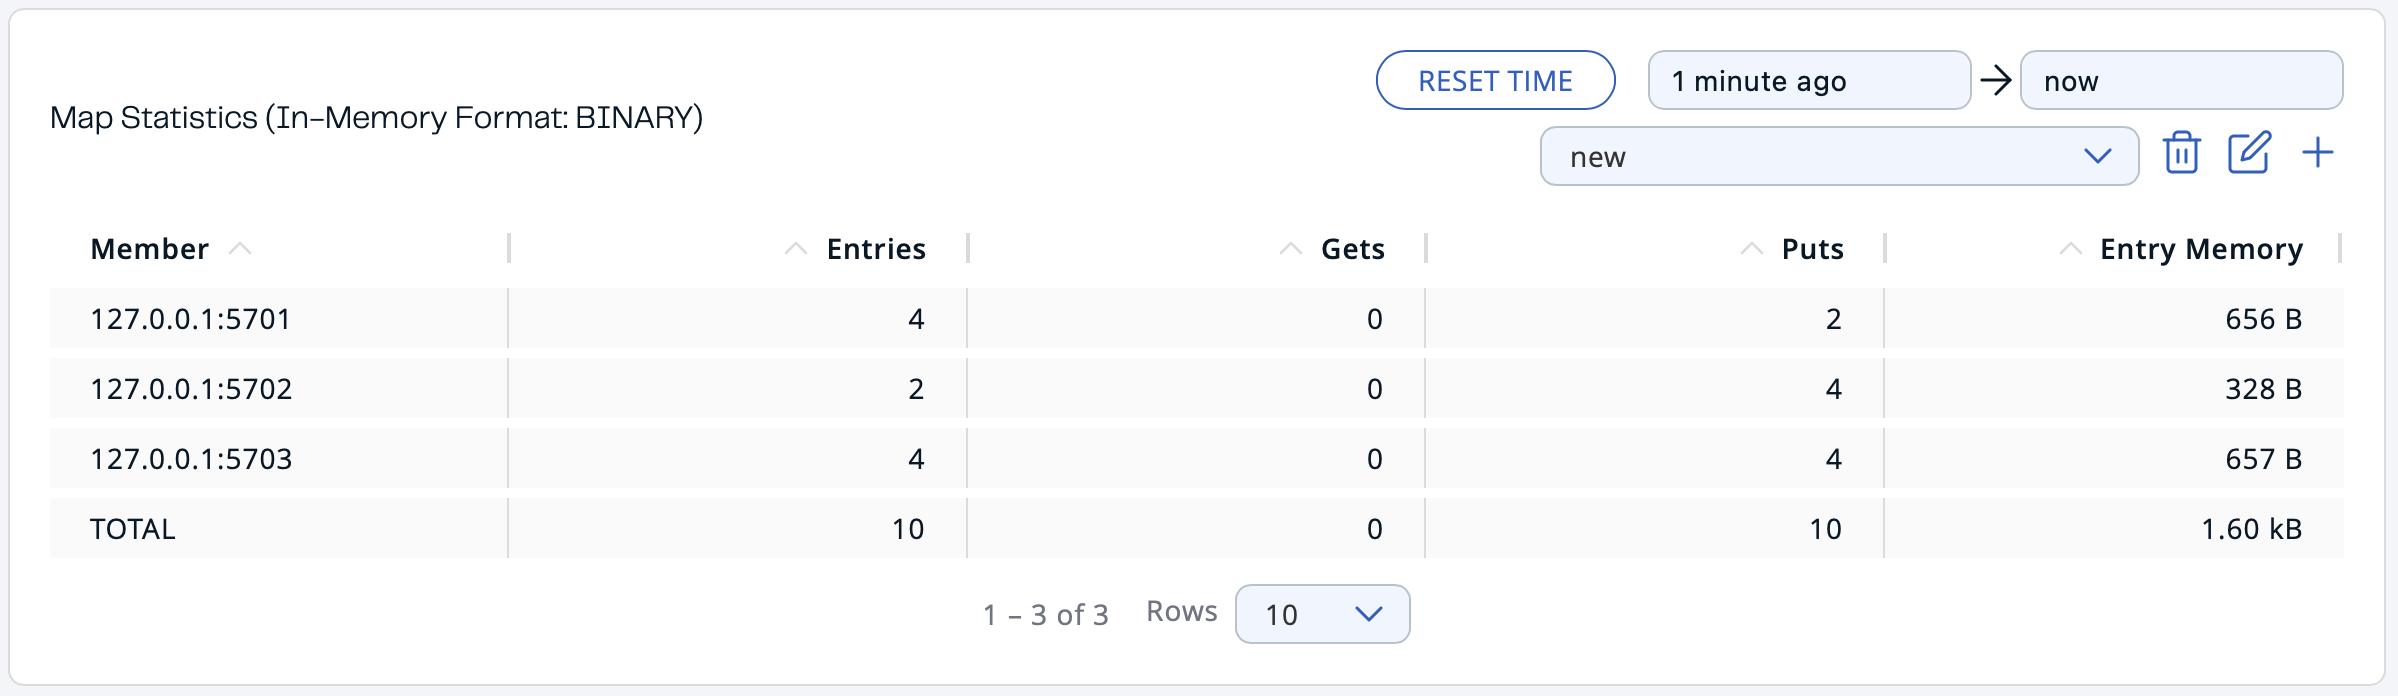 RESET TIME 1 minute ago → now
Map Statistics (In-Memory Format: BINARY)
new
Member Entries Gets Puts Entry Memory
127.0.0.1:5701 4 0 2 656 B
127.0.0.1:5702 2 0 4 328 B
127.0.0.1:5703 4 0 4 657 B
TOTAL 10 0 10 1.60 kB
1 – 3 of 3 Rows 10